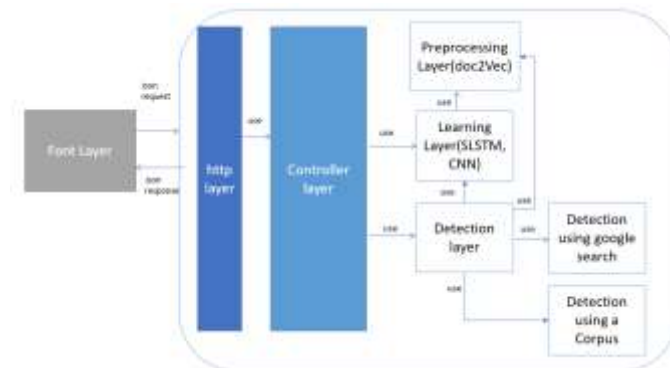 Font Layer
json
request
json
response
http
layer
use
Controller
layer
use
use
Preprocessing
Layer(doc2Vec)
use
Learning
Layer(SLSTM,
CNN)
use
use
Detection
layer
use
use
Detection
using google
search
Detection
using a
Corpus